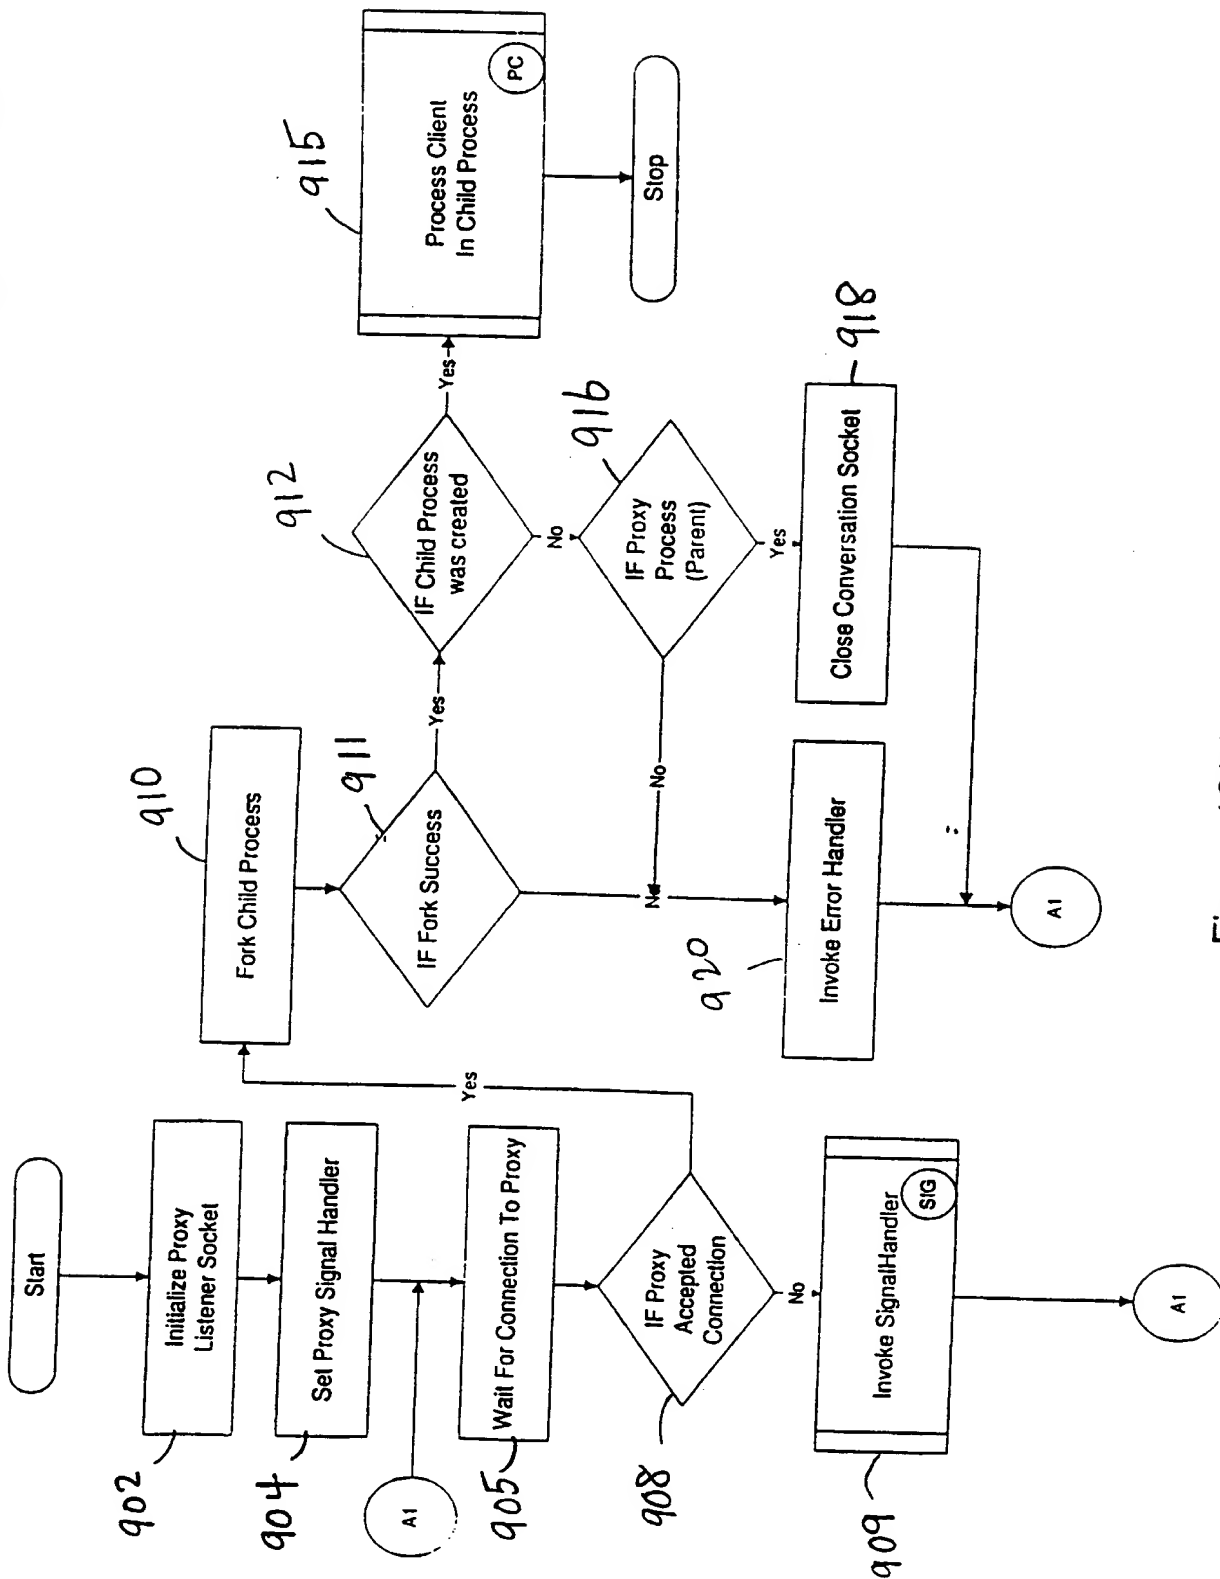 Start
902
Initialize Proxy
Listener Socket
904
Set Proxy Signal Handler
A1
905
Wait For Connection To Proxy
908
IF Proxy
Accepted
Connection
Yes
No
909
Invoke SignalHandler
SIG
A1
910
Fork Child Process
911
IF Fork Success
Yes
No
912
IF Child Process
was created
Yes
No
915
Process Client
In Child Process
PC
Stop
916
IF Proxy
Process
(Parent)
No
Yes
918
Close Conversation Socket
920
Invoke Error Handler
A1